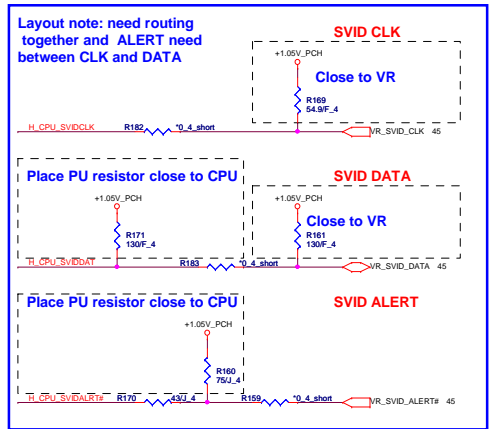 Layout note: need routing
together and ALERT need
between CLK and DATA
SVID CLK
+1.05V_PCH
Close to VR
R169
54.9/F_4
H_CPU_SVIDCLK R182 *0_4_short VR_SVID_CLK 45
Place PU resistor close to CPU
SVID DATA
+1.05V_PCH +1.05V_PCH
Close to VR
R171 R161
130/F_4 130/F_4
H_CPU_SVIDDAT R183 *0_4_short VR_SVID_DATA 45
Place PU resistor close to CPU
SVID ALERT
+1.05V_PCH
R160
75/J_4
H_CPU_SVIDALRT# R170 43/J_4 R159 *0_4_short VR_SVID_ALERT# 45